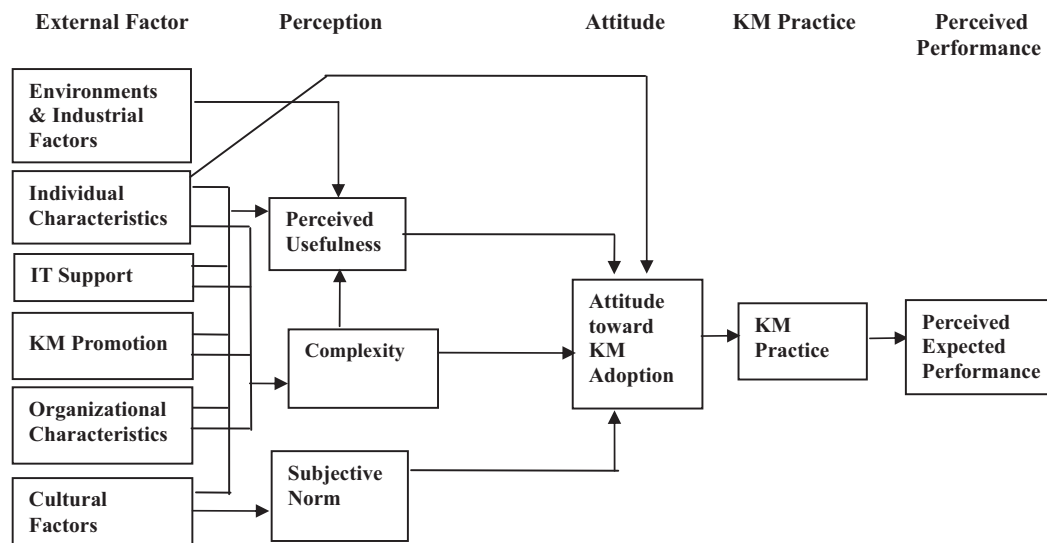 External Factor
Perception
Attitude
KM Practice
Perceived
Performance
Environments
& Industrial
Factors
Individual
Characteristics
IT Support
KM Promotion
Organizational
Characteristics
Cultural
Factors
Perceived
Usefulness
Complexity
Subjective
Norm
Attitude
toward
KM
Adoption
KM
Practice
Perceived
Expected
Performance